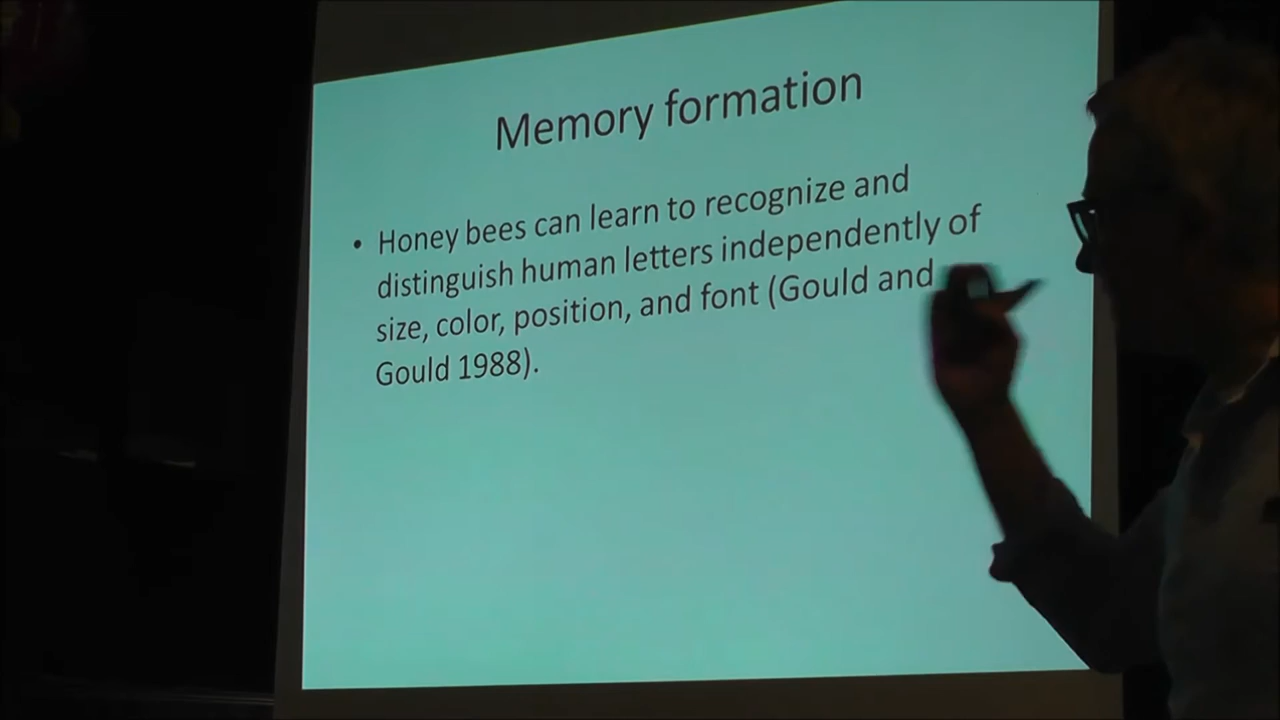 Memory formation
• Honey bees can learn to recognize and
distinguish human letters independently of
size, color, position, and font (Gould and
Gould 1988).